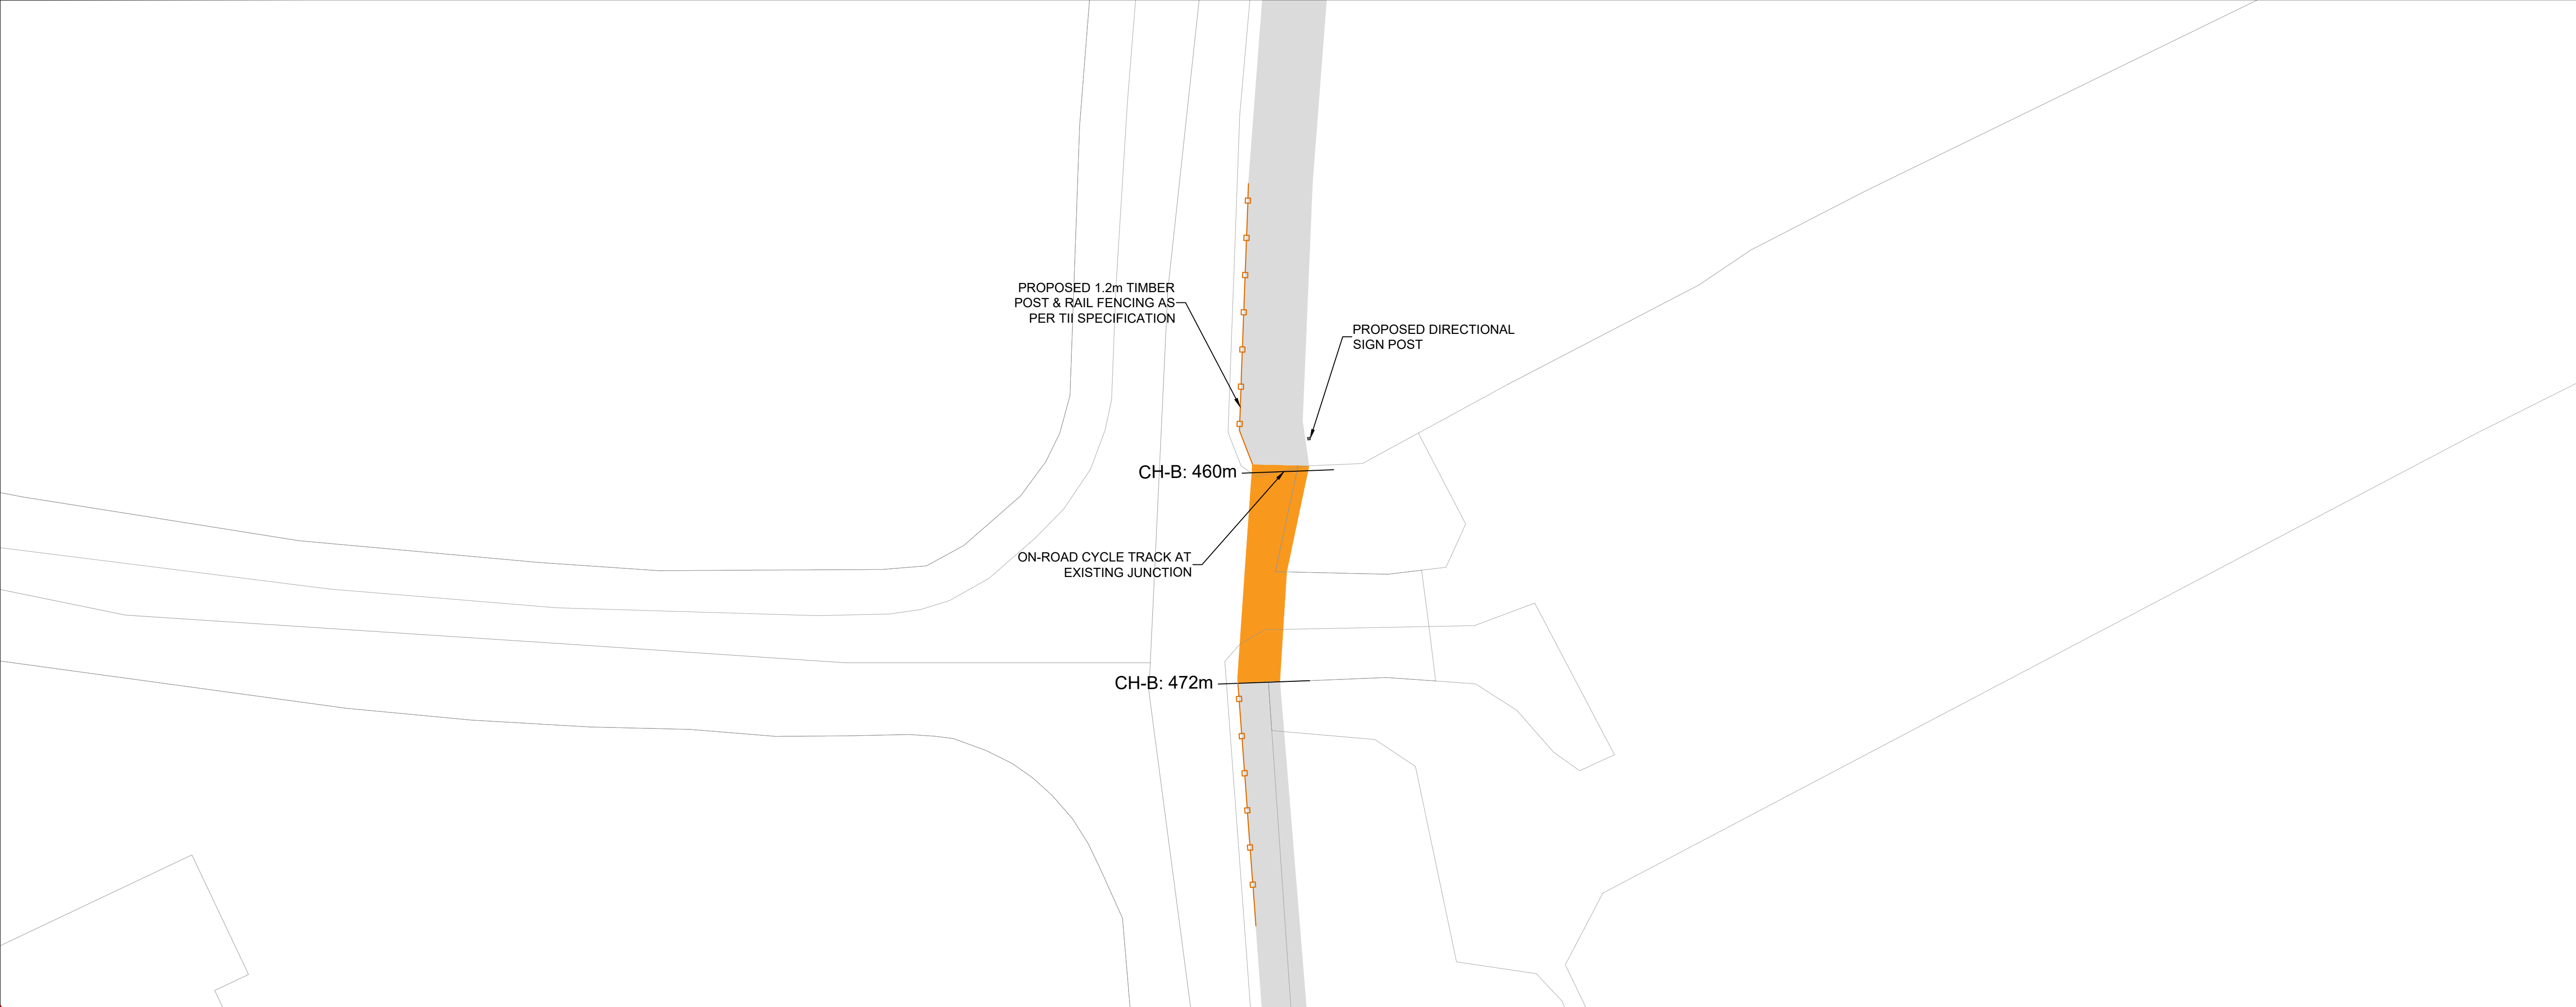 PROPOSED 1.2m TIMBER
POST & RAIL FENCING AS
PER TII SPECIFICATION
PROPOSED DIRECTIONAL
SIGN POST
CH-B: 460m
ON-ROAD CYCLE TRACK AT
EXISTING JUNCTION
CH-B: 472m